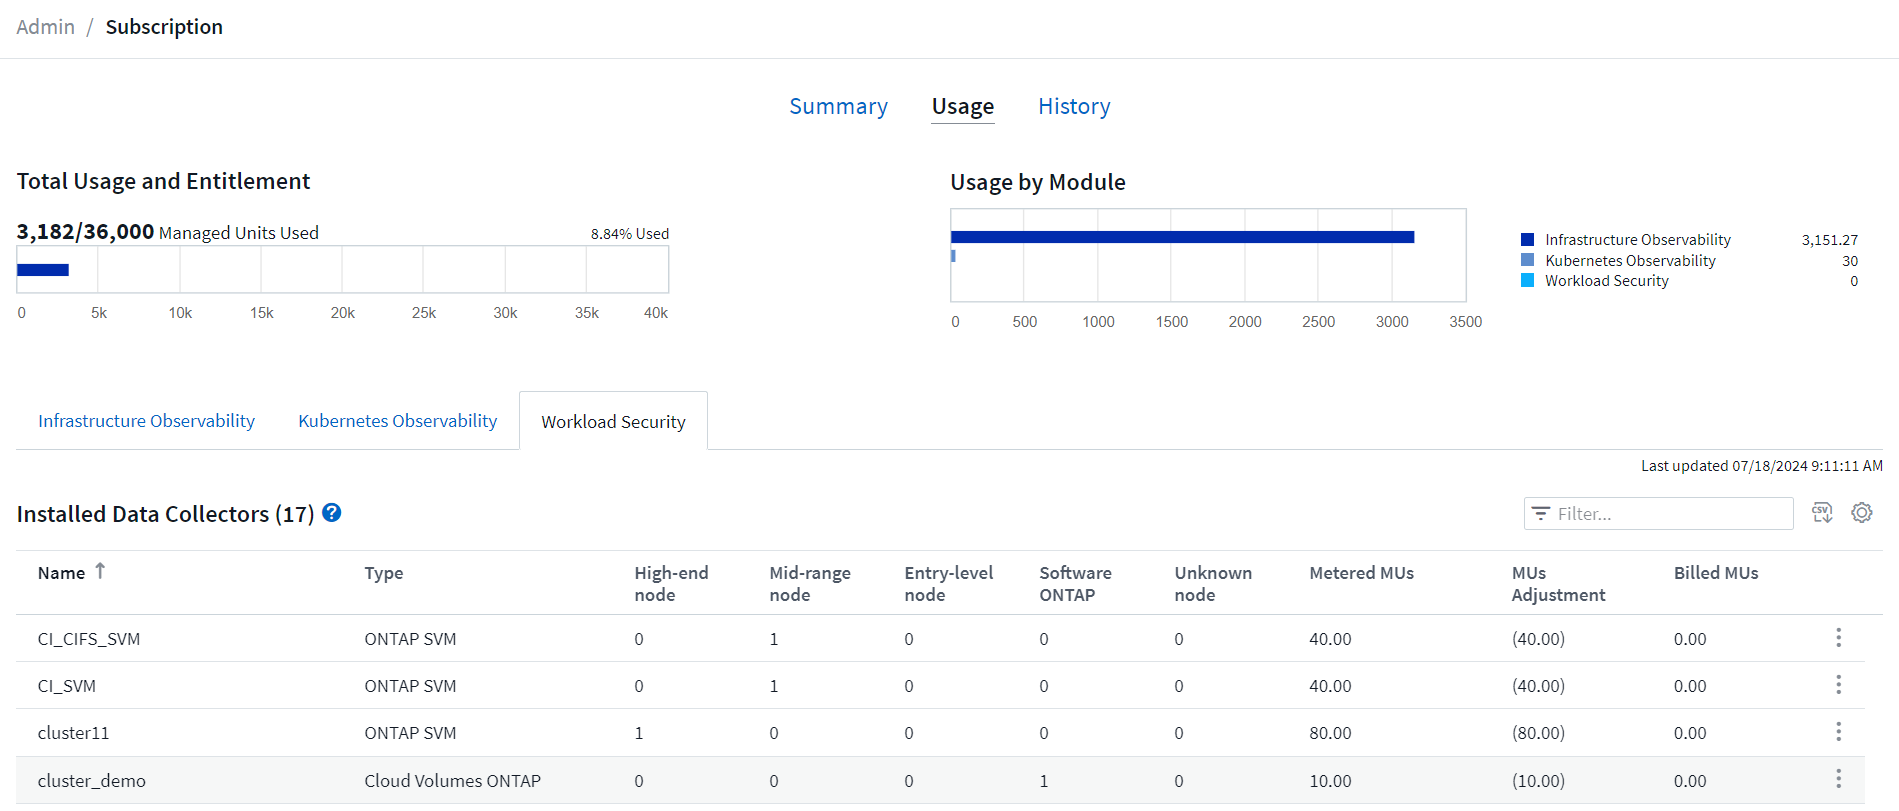 Admin / Subscription
Summary Usage History
Total Usage and Entitlement
3,182/36,000 Managed Units Used 8.84% Used
0 5k 10k 15k 20k 25k 30k 35k 40k
Usage by Module
0 500 1000 1500 2000 2500 3000 3500
Infrastructure Observability 3,151.27
Kubernetes Observability 30
Workload Security 0
Infrastructure Observability Kubernetes Observability Workload Security
Last updated 07/18/2024 9:11:11 AM
Installed Data Collectors (17) ?
Filter...
CSV
Name ↑ Type High-end node Mid-range node Entry-level node Software ONTAP Unknown node Metered MUs MUs Adjustment Billed MUs
CI_CIFS_SVM ONTAP SVM 0 1 0 0 0 40.00 (40.00) 0.00
CI_SVM ONTAP SVM 0 1 0 0 0 40.00 (40.00) 0.00
cluster11 ONTAP SVM 1 0 0 0 0 80.00 (80.00) 0.00
cluster_demo Cloud Volumes ONTAP 0 0 0 1 0 10.00 (10.00) 0.00